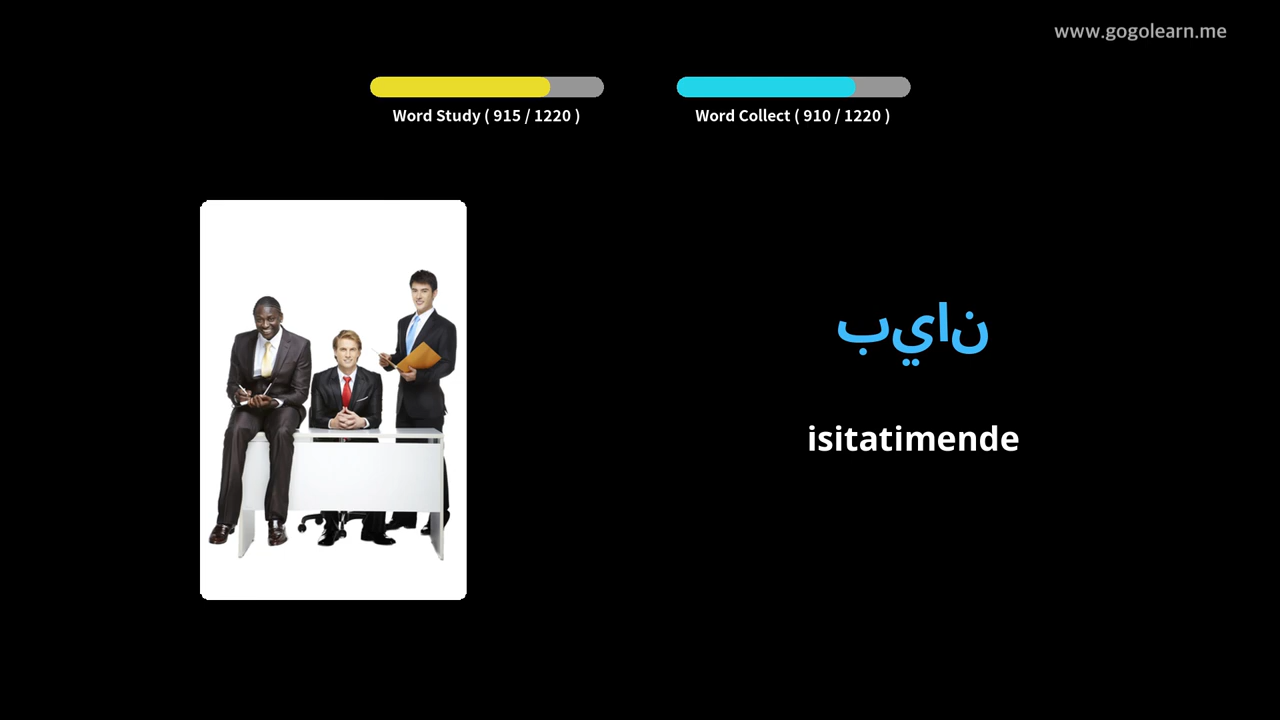 www.gogolearn.me
Word Study ( 915 / 1220 )
Word Collect ( 910 / 1220 )
بيان
isitatimende